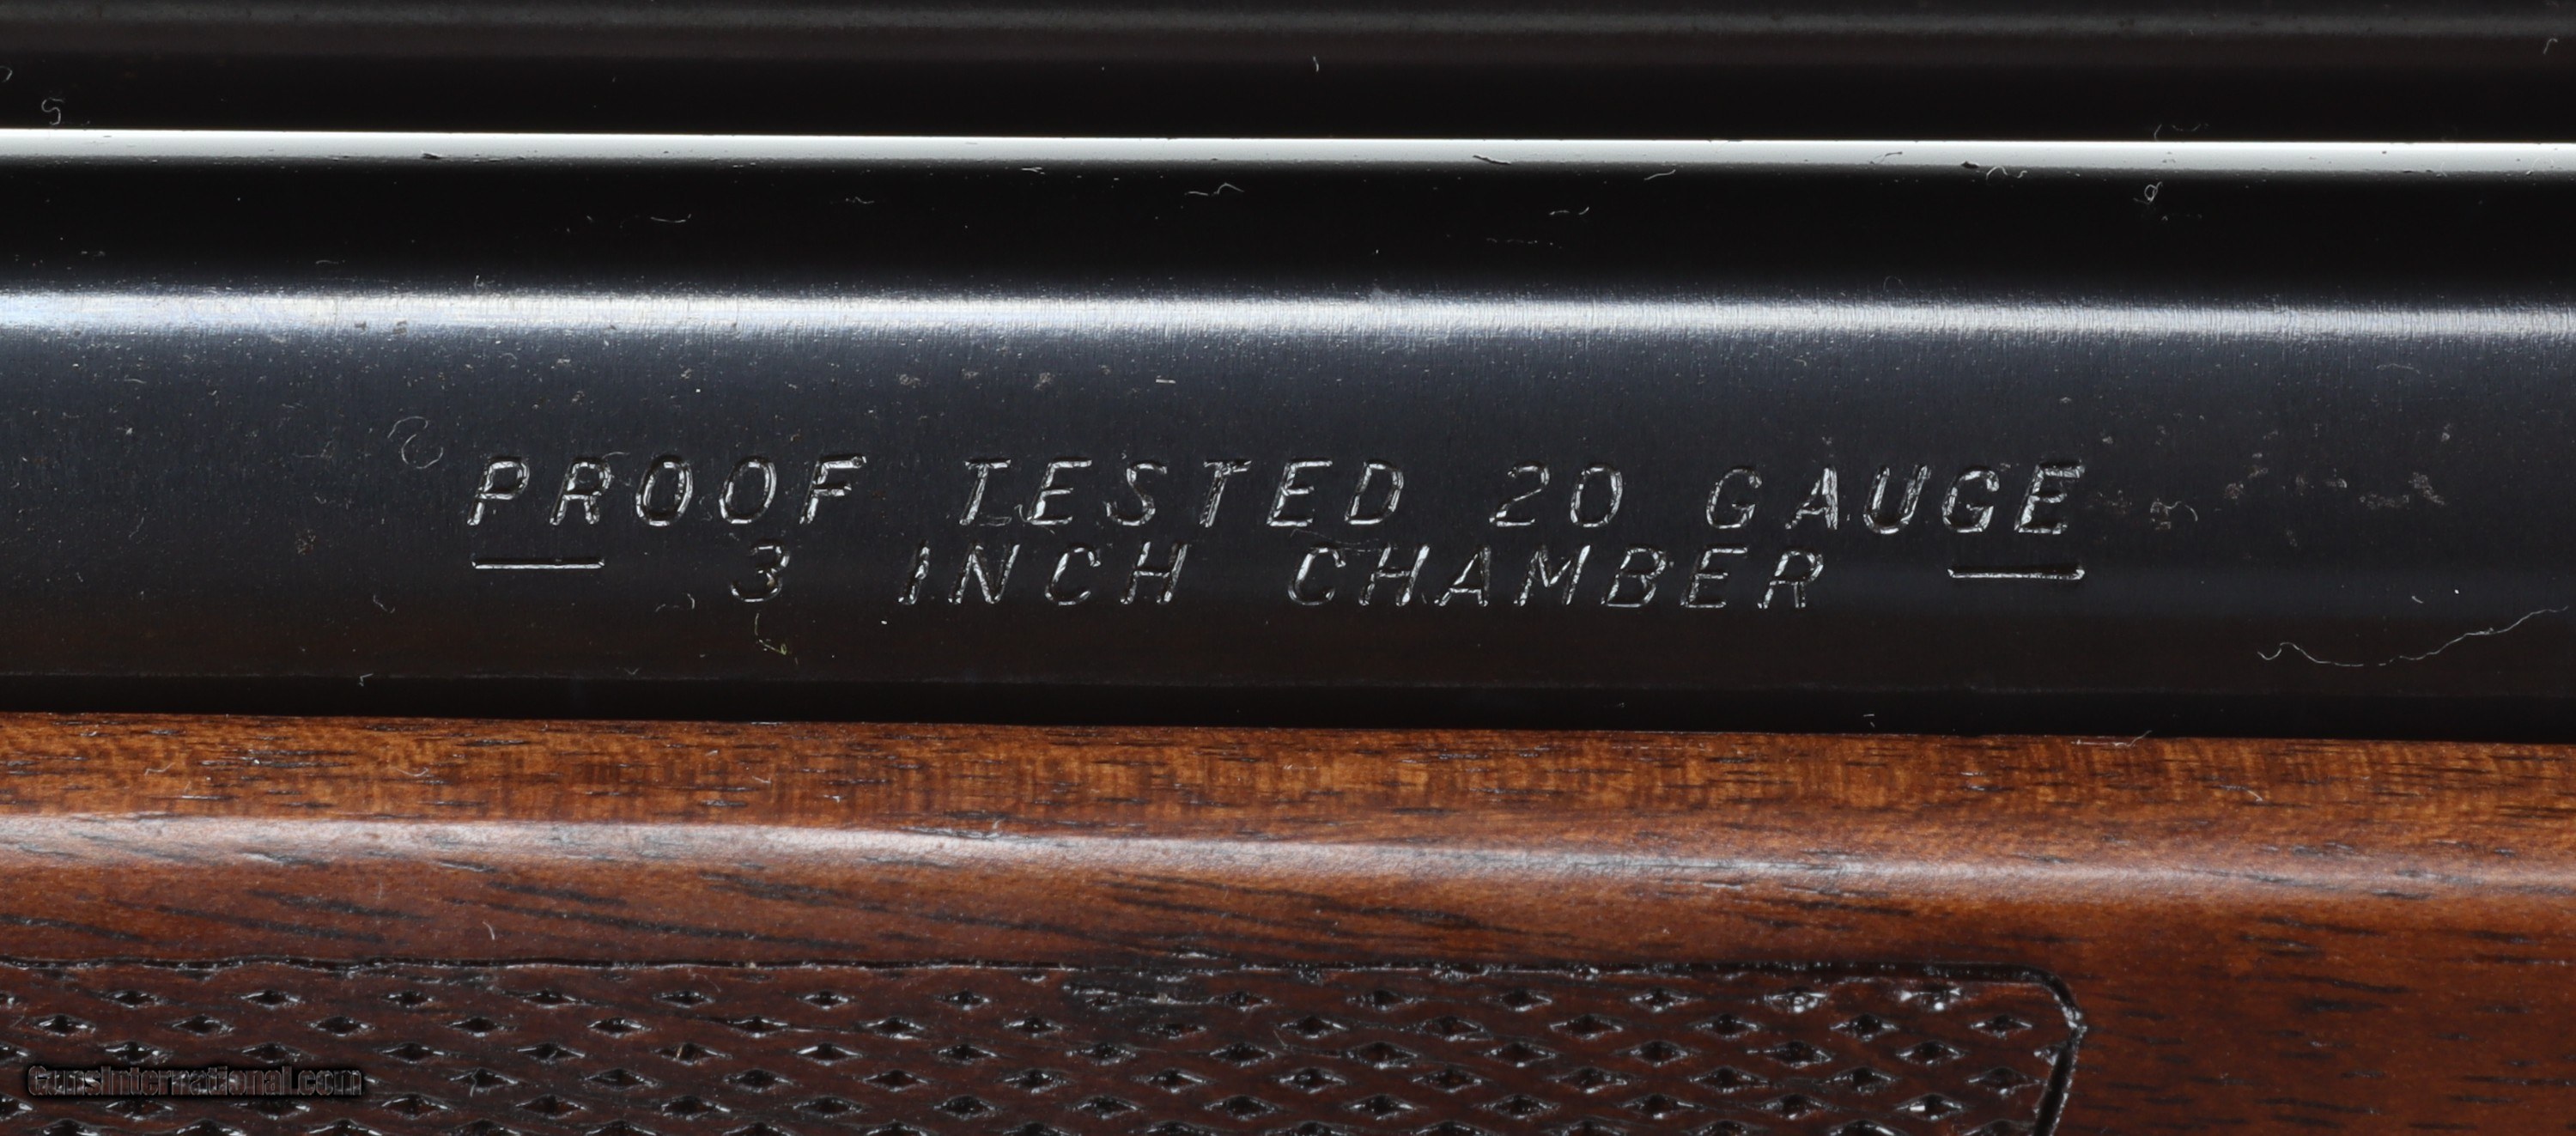 PROOF TESTED 20 GAUGE
— 3 INCH CHAMBER —
GunsInternational.com